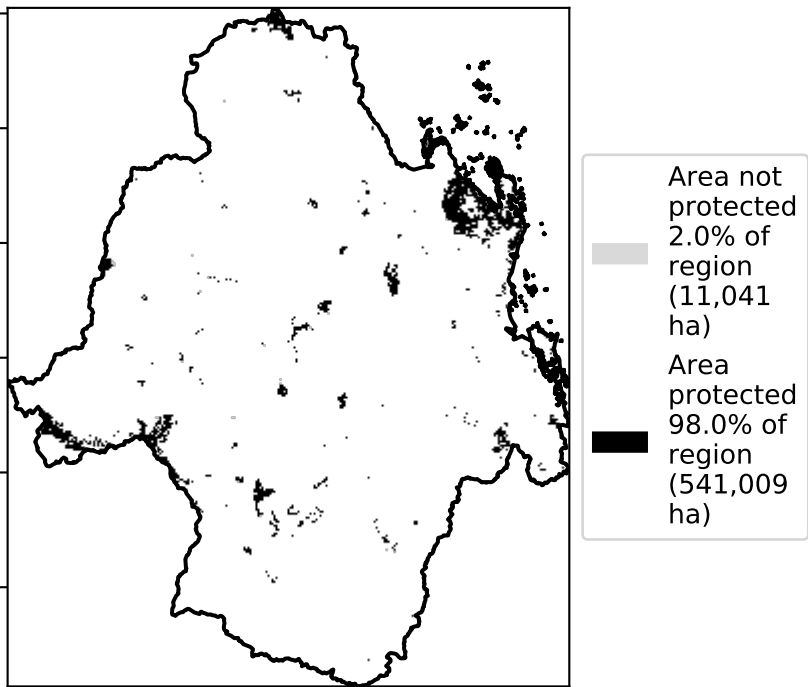 Area not
protected
2.0% of
region
(11,041
ha)
Area
protected
98.0% of
region
(541,009
ha)